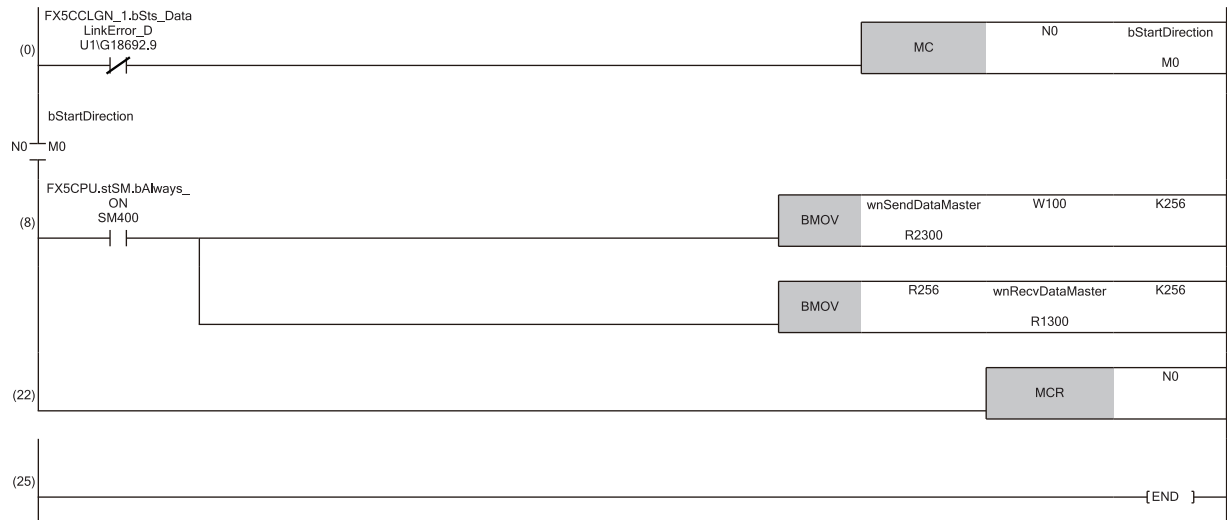 FX5CCLGN_1.bSts_Data
LinkError_D
U1\G18692.9
(0)
MC
N0
bStartDirection
M0
bStartDirection
N0 M0
FX5CPU.stSM.bAlways_
ON
SM400
(8)
BMOV
wnSendDataMaster
R2300
W100
K256
BMOV
R256
wnRecvDataMaster
R1300
K256
(22)
MCR
N0
(25)
[END ]